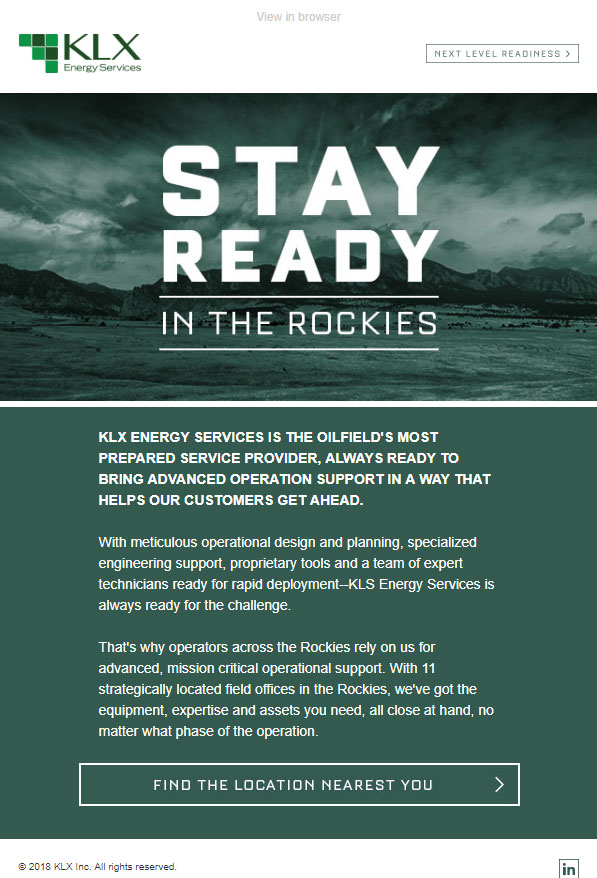 View in browser
KLX
Energy Services
NEXT LEVEL READINESS >
STAY
READY
IN THE ROCKIES
KLX ENERGY SERVICES IS THE OILFIELD'S MOST
PREPARED SERVICE PROVIDER, ALWAYS READY TO
BRING ADVANCED OPERATION SUPPORT IN A WAY THAT
HELPS OUR CUSTOMERS GET AHEAD.
With meticulous operational design and planning, specialized
engineering support, proprietary tools and a team of expert
technicians ready for rapid deployment--KLS Energy Services is
always ready for the challenge.
That's why operators across the Rockies rely on us for
advanced, mission critical operational support. With 11
strategically located field offices in the Rockies, we've got the
equipment, expertise and assets you need, all close at hand, no
matter what phase of the operation.
FIND THE LOCATION NEAREST YOU >
© 2018 KLX Inc. All rights reserved.
in